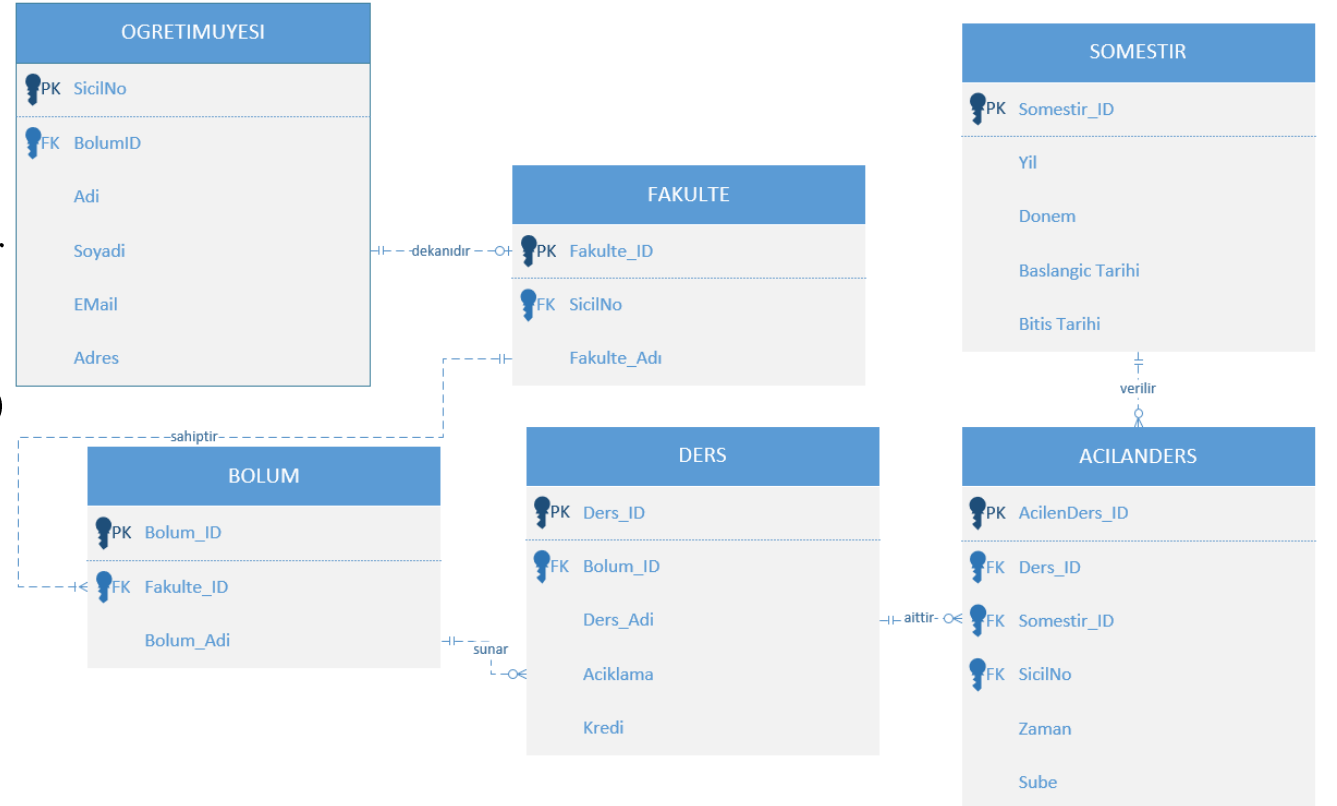 OGRETIMUYESI
PK SicilNo
FK BolumID
Adi
Soyadi
EMail
Adres
dekanıdır
FAKULTE
PK Fakulte_ID
FK SicilNo
Fakulte_Adı
SOMESTIR
PK Somestir_ID
Yil
Donem
Baslangic Tarihi
Bitis Tarihi
verilir
sahiptir
BOLUM
PK Bolum_ID
FK Fakulte_ID
Bolum_Adi
sunar
DERS
PK Ders_ID
FK Bolum_ID
Ders_Adi
Aciklama
Kredi
aittir
ACILANDERS
PK AcilenDers_ID
FK Ders_ID
FK Somestir_ID
FK SicilNo
Zaman
Sube